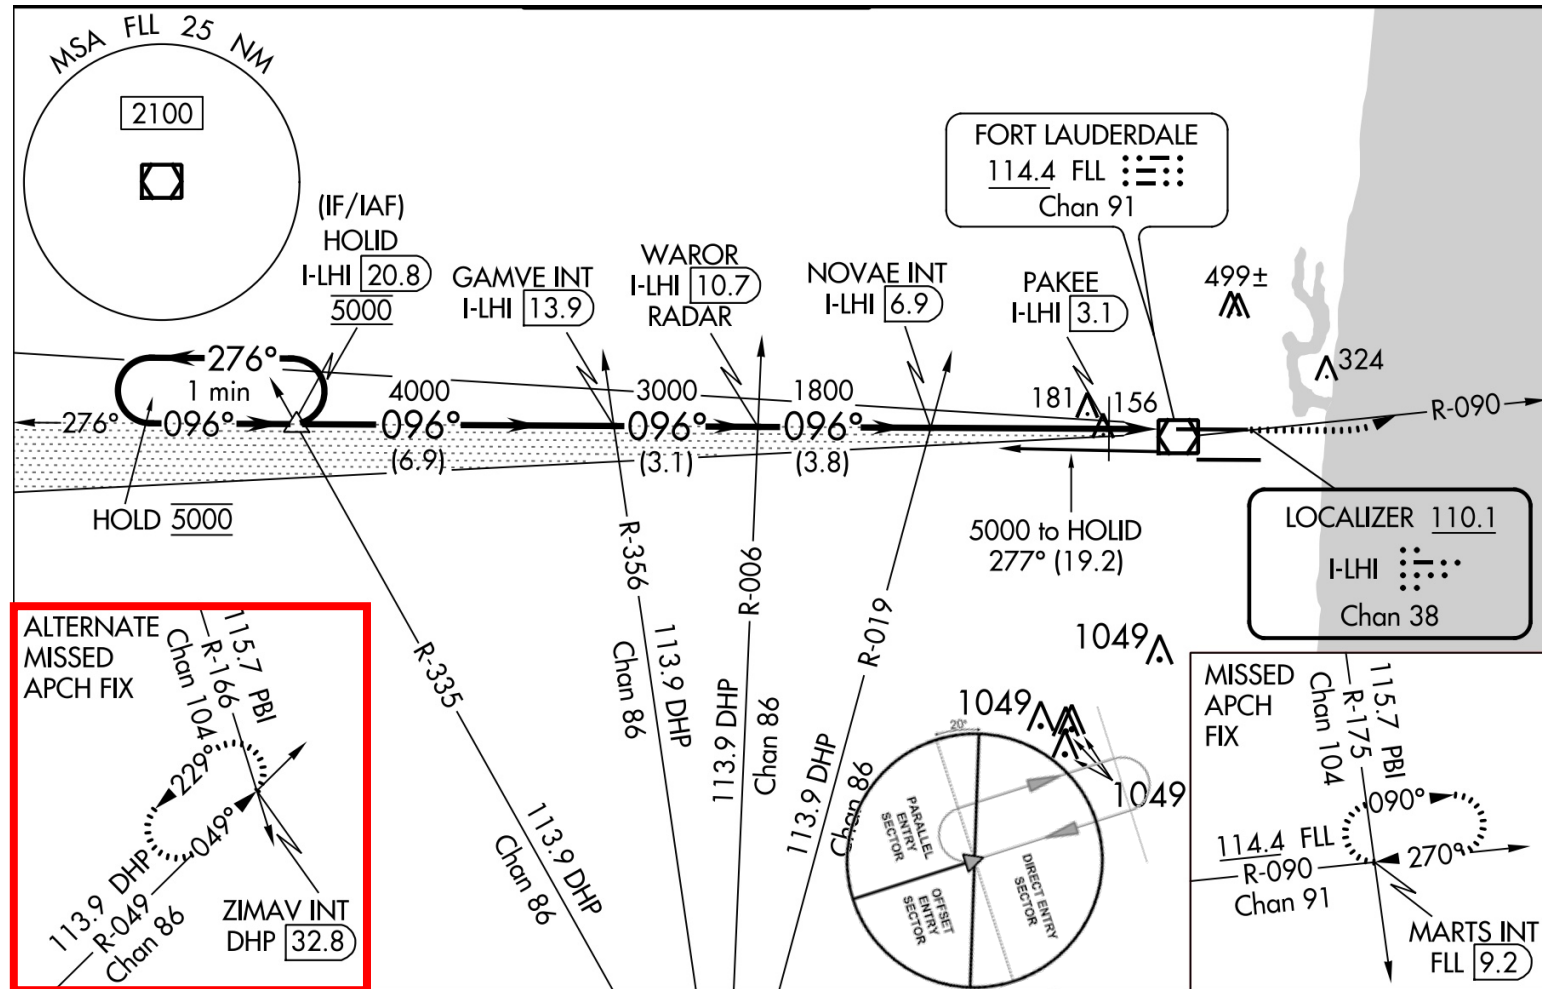 MSA FLL 25 NM
2100
(IF/IAF)
HOLID
I-LHI 20.8
5000
GAMVE INT
I-LHI 13.9
WAROR
I-LHI 10.7
RADAR
NOVAE INT
I-LHI 6.9
PAKEE
I-LHI 3.1
FORT LAUDERDALE
114.4 FLL
Chan 91
499±
324
276°
1 min
276°
096°
4000
096°
(6.9)
3000
096°
(3.1)
1800
096°
(3.8)
181
156
R-090
HOLD 5000
5000 to HOLID
277° (19.2)
LOCALIZER 110.1
I-LHI
Chan 38
R-335
113.9 DHP
Chan 86
R-356
113.9 DHP
Chan 86
R-006
113.9 DHP
Chan 86
R-019
113.9 DHP
Chan 86
1049
1049
1049
20°
PARALLEL
ENTRY
SECTOR
OFFSET
ENTRY
SECTOR
DIRECT ENTRY
SECTOR
ALTERNATE
MISSED
APCH FIX
115.7 PBI
R-166
Chan 104
229°
049°
113.9 DHP
R-049
Chan 86
ZIMAV INT
DHP 32.8
MISSED
APCH
FIX
115.7 PBI
R-175
Chan 104
090°
270°
114.4 FLL
R-090
Chan 91
MARTS INT
FLL 9.2